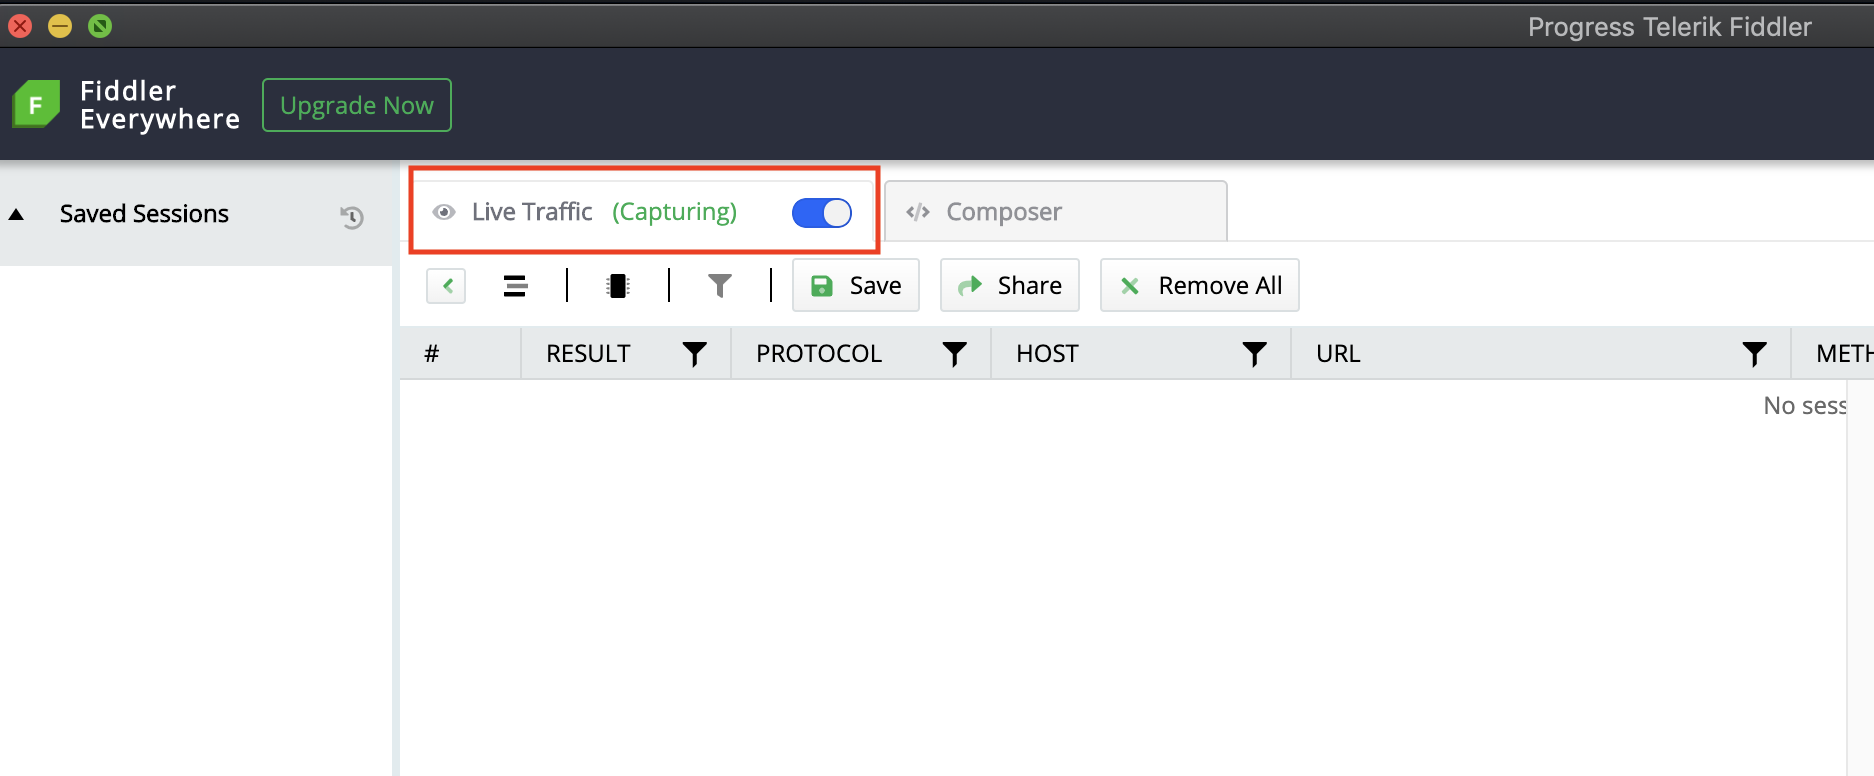 Progress Telerik Fiddler
F
Fiddler
Everywhere
Upgrade Now
Saved Sessions
Live Traffic (Capturing)
Composer
Save
Share
Remove All
# RESULT PROTOCOL HOST URL METH
No sess